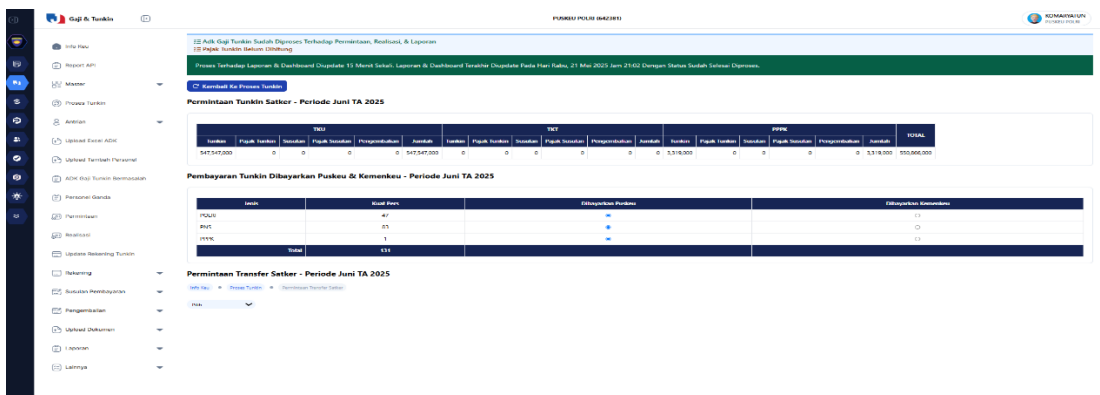 Gaji & Tunkin
PUSKEU POLRI (642381)
KOMARYATUN
PUSKEU POLRI
Info Keu
Report API
Master
Proses Tunkin
Antrian
Upload Excel ADK
Upload Tambah Personel
ADK Gaji Tunkin Bermasalah
Personel Ganda
Permintaan
Realisasi
Update Rekening Tunkin
Rekening
Susulan Pembayaran
Pengembalian
Upload Dokumen
Laporan
Lainnya
Adk Gaji Tunkin Sudah Diproses Terhadap Permintaan, Realisasi, & Laporan
Pajak Tunkin Belum Dihitung
Proses Terhadap Laporan & Dashboard Diupdate 15 Menit Sekali. Laporan & Dashboard Terakhir Diupdate Pada Hari Rabu, 21 Mei 2025 Jam 21:02 Dengan Status Sudah Selesai Diproses.
Kembali Ke Proses Tunkin
Permintaan Tunkin Satker - Periode Juni TA 2025
TKU TKT PPPK TOTAL
Tunkin Pajak Tunkin Susulan Pajak Susulan Pengembalian Jumlah Tunkin Pajak Tunkin Susulan Pajak Susulan Pengembalian Jumlah Tunkin Pajak Tunkin Susulan Pajak Susulan Pengembalian Jumlah
547,547,000 0 0 0 0 547,547,000 0 0 0 0 0 0 3,319,000 0 0 0 0 3,319,000 550,866,000
Pembayaran Tunkin Dibayarkan Puskeu & Kemenkeu - Periode Juni TA 2025
Jenis Kuat Pers Dibayarkan Puskeu Dibayarkan Kemenkeu
POLRI 47
PNS 83
PPPK 1
Total 131
Permintaan Transfer Satker - Periode Juni TA 2025
Info Keu Proses Tunkin Permintaan Transfer Satker
Pilih